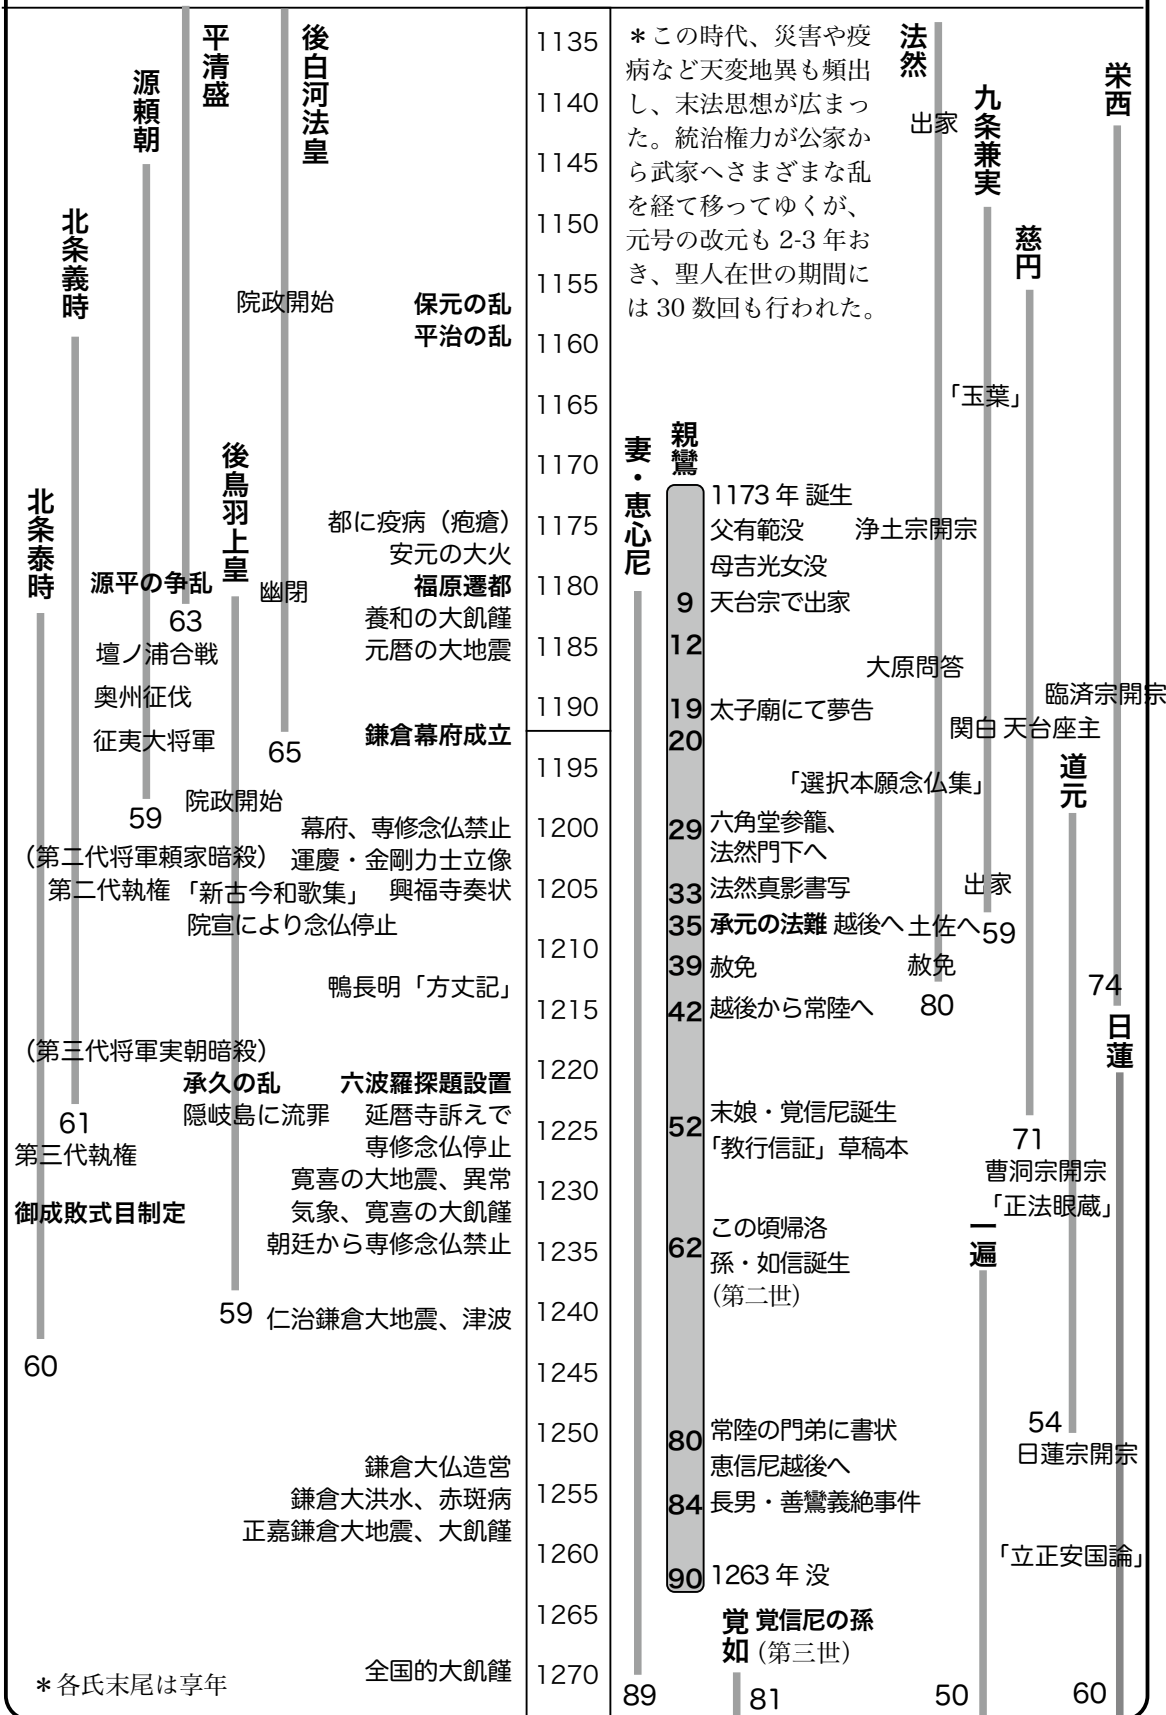 平清盛
後白河法皇
源頼朝
北条義時
院政開始
保元の乱
平治の乱
後鳥羽上皇
北条泰時
都に疫病（疱瘡）
安元の大火
源平の争乱
幽閉
福原遷都
63
養和の大飢饉
壇ノ浦合戦
元暦の大地震
奥州征伐
征夷大将軍
65
鎌倉幕府成立
59
院政開始
幕府、専修念仏禁止
（第二代将軍頼家暗殺）
運慶・金剛力士立像
第二代執権
「新古今和歌集」
興福寺奏状
院宣により念仏停止
鴨長明「方丈記」
（第三代将軍実朝暗殺）
承久の乱
六波羅探題設置
61
隠岐島に流罪
延暦寺訴えで
専修念仏停止
第三代執権
寛喜の大地震、異常
気象、寛喜の大飢饉
御成敗式目制定
朝廷から専修念仏禁止
59
仁治鎌倉大地震、津波
60
鎌倉大仏造営
鎌倉大洪水、赤斑病
正嘉鎌倉大地震、大飢饉
全国的大飢饉
＊各氏末尾は享年
1135
1140
1145
1150
1155
1160
1165
1170
1175
1180
1185
1190
1195
1200
1205
1210
1215
1220
1225
1230
1235
1240
1245
1250
1255
1260
1265
1270
＊この時代、災害や疫
病など天変地異も頻出
し、末法思想が広まっ
た。統治権力が公家か
ら武家へさまざまな乱
を経て移ってゆくが、
元号の改元も 2-3 年お
き、聖人在世の期間に
は 30 数回も行われた。
法然
出家
九条兼実
栄西
慈円
「玉葉」
妻・恵心尼
親鸞
1173 年 誕生
父有範没
浄土宗開宗
母吉光女没
9 天台宗で出家
12
大原問答
19 太子廟にて夢告
臨済宗開宗
20
関白 天台座主
道元
「選択本願念仏集」
29 六角堂参籠、
法然門下へ
33 法然真影書写
出家
35 承元の法難 越後へ 土佐へ 59
39 赦免
赦免
74
42 越後から常陸へ
80
日蓮
52 末娘・覚信尼誕生
「教行信証」草稿本
71
曹洞宗開宗
「正法眼蔵」
一遍
62 この頃帰洛
孫・如信誕生
（第二世）
54
80 常陸の門弟に書状
日蓮宗開宗
恵信尼越後へ
84 長男・善鸞義絶事件
「立正安国論」
90 1263 年 没
覚如
覚信尼の孫
（第三世）
89
81
50
60